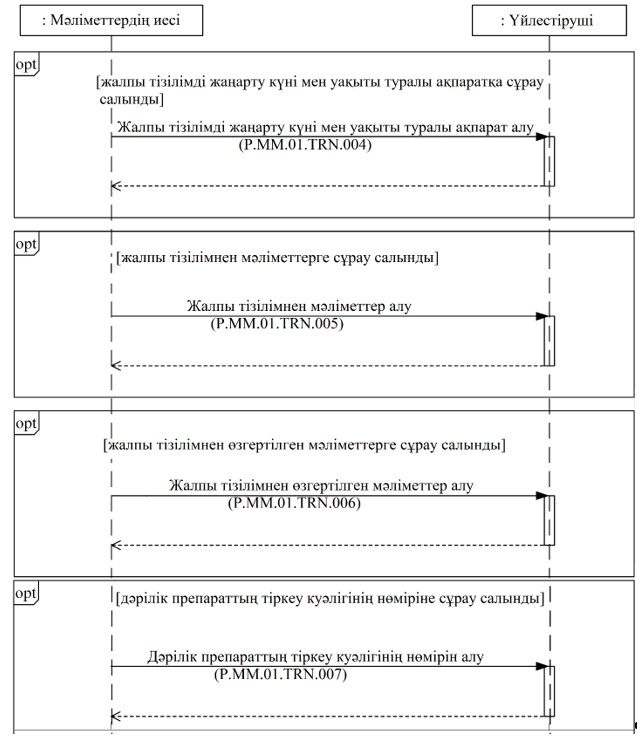 : Мәліметтердің иесі
: Үйлестіруші
opt
[жалпы тізілімді жаңарту күні мен уақыты туралы ақпаратқа сұрау
салынды]
Жалпы тізілімді жаңарту күні мен уақыты туралы ақпарат алу
(P.MM.01.TRN.004)
opt
[жалпы тізілімнен мәліметтерге сұрау салынды]
Жалпы тізілімнен мәліметтер алу
(P.MM.01.TRN.005)
opt
[жалпы тізілімнен өзгертілген мәліметтерге сұрау салынды]
Жалпы тізілімнен өзгертілген мәліметтер алу
(P.MM.01.TRN.006)
opt
[дәрілік препараттың тіркеу куәлігінің нөміріне сұрау салынды]
Дәрілік препараттың тіркеу куәлігінің нөмірін алу
(P.MM.01.TRN.007)